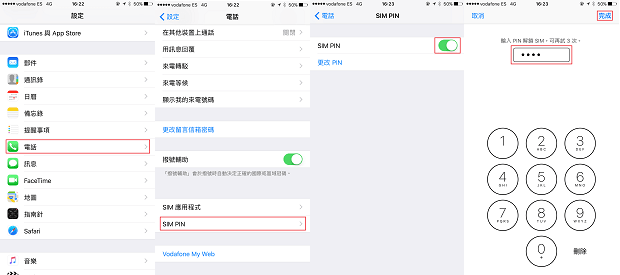 vodafone ES 4G 16:22 50%
設定
iTunes 與 App Store
郵件
通訊錄
日曆
備忘錄
提醒事項
電話
訊息
FaceTime
地圖
指南針
Safari
音樂
vodafone ES 4G 16:22 50%
設定
在其他裝置上通話 關閉
用訊息回覆
來電轉駁
來電等候
顯示我的來電號碼
更改留言信箱密碼
撥號輔助
「撥號輔助」會於撥號時自動決定正確的國際或區域冠碼。
SIM 應用程式
SIM PIN
Vodafone My Web
vodafone ES 4G 16:23 50%
電話
SIM PIN
SIM PIN
更改 PIN
vodafone ES 4G 16:23 50%
取消 完成
輸入 PIN 解鎖 SIM，可再試 3 次。
1 2 3
ABC DEF
4 5 6
GHI JKL MNO
7 8 9
PQRS TUV WXYZ
0 刪除
+